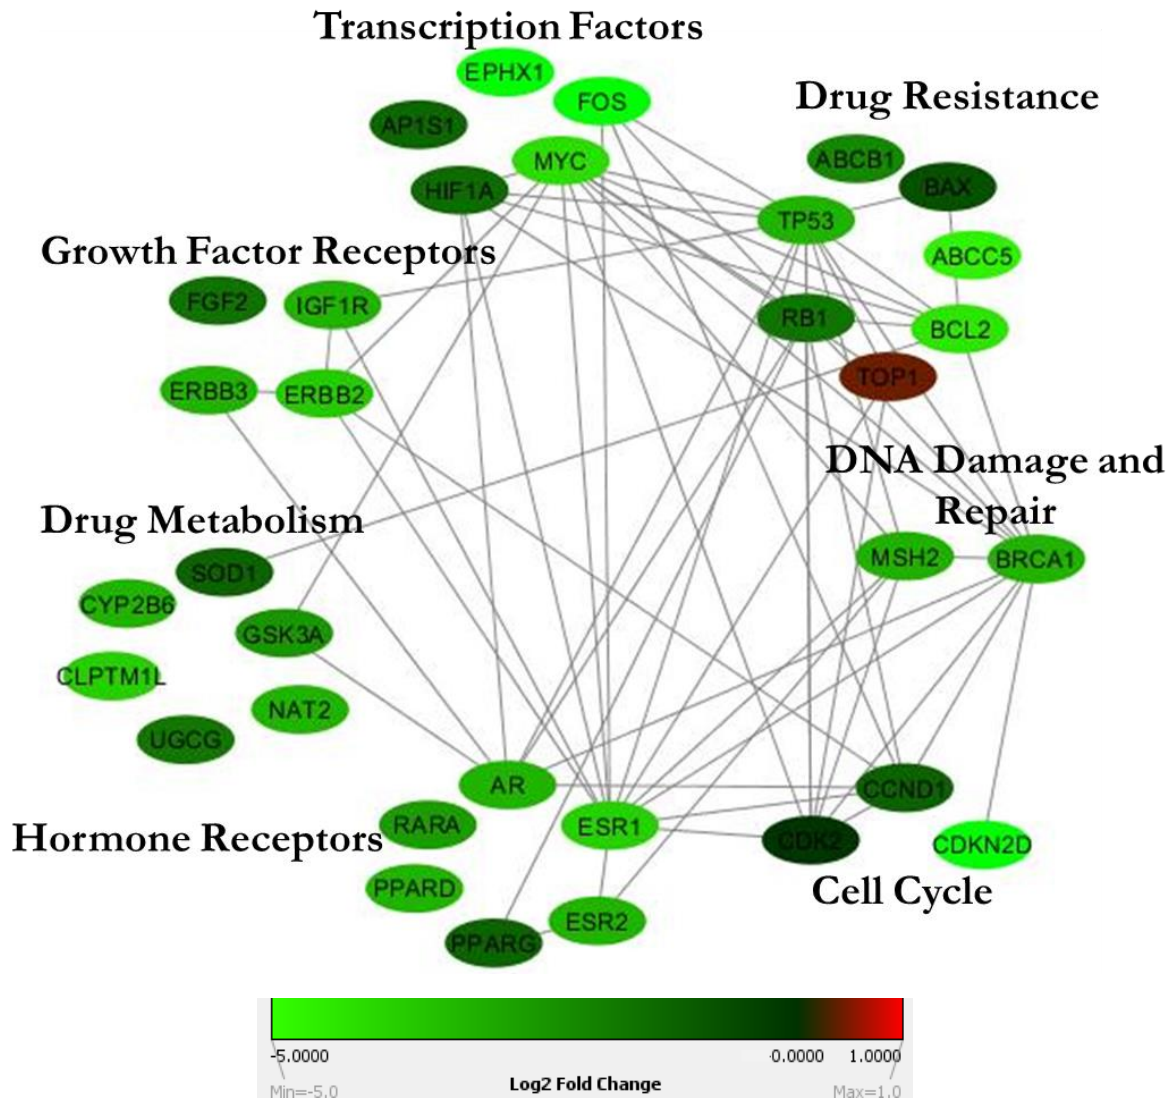 Transcription Factors
EPHX1
FOS
Drug Resistance
AP1S1
MYC
ABCB1
HIF1A
BAX
TP53
Growth Factor Receptors
ABCC5
FGF2
IGF1R
RB1
BCL2
TOP1
ERBB3
ERBB2
DNA Damage and
Repair
Drug Metabolism
MSH2
BRCA1
SOD1
CYP2B6
GSK3A
CLPTM1L
NAT2
UGCG
AR
CCND1
Hormone Receptors
RARA
ESR1
CDK2
CDKN2D
PPARD
Cell Cycle
ESR2
PPARG
-5.0000
0.0000
1.0000
Log2 Fold Change
Min=-5.0
Max=1.0